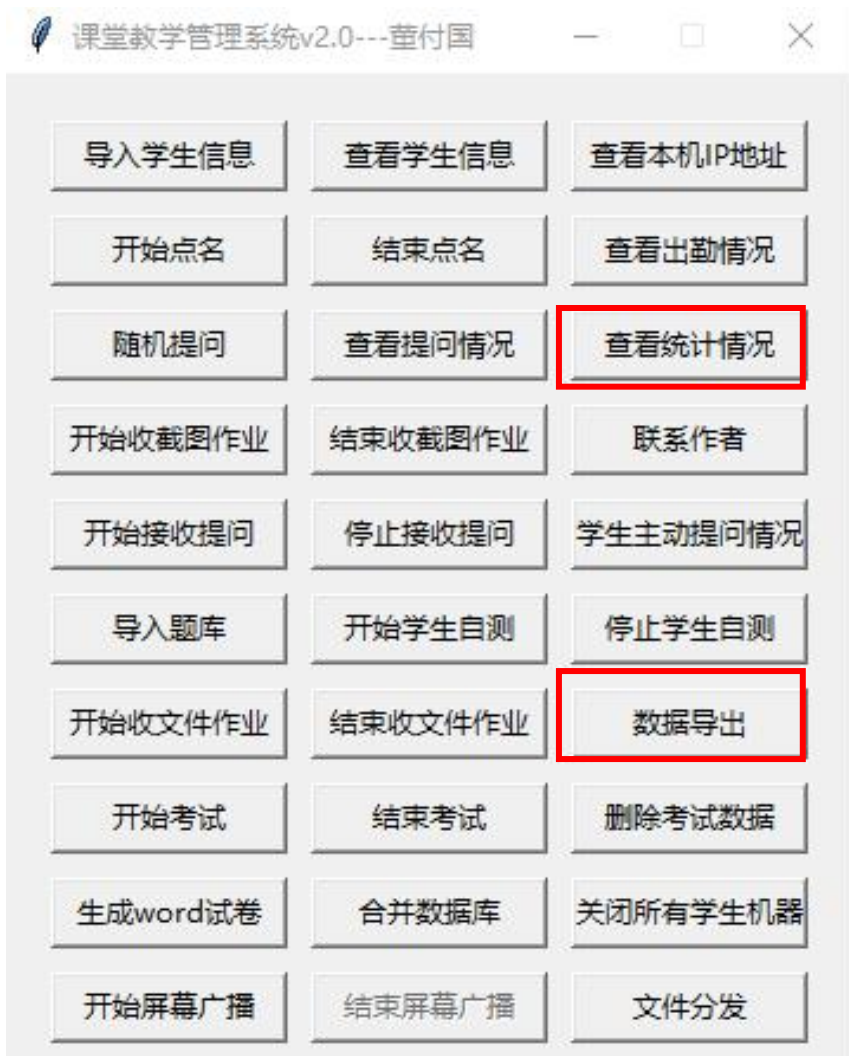 课堂教学管理系统v2.0---董付国
导入学生信息 查看学生信息 查看本机IP地址
开始点名 结束点名 查看出勤情况
随机提问 查看提问情况 查看统计情况
开始收截图作业 结束收截图作业 联系作者
开始接收提问 停止接收提问 学生主动提问情况
导入题库 开始学生自测 停止学生自测
开始收文件作业 结束收文件作业 数据导出
开始考试 结束考试 删除考试数据
生成word试卷 合并数据库 关闭所有学生机器
开始屏幕广播 结束屏幕广播 文件分发